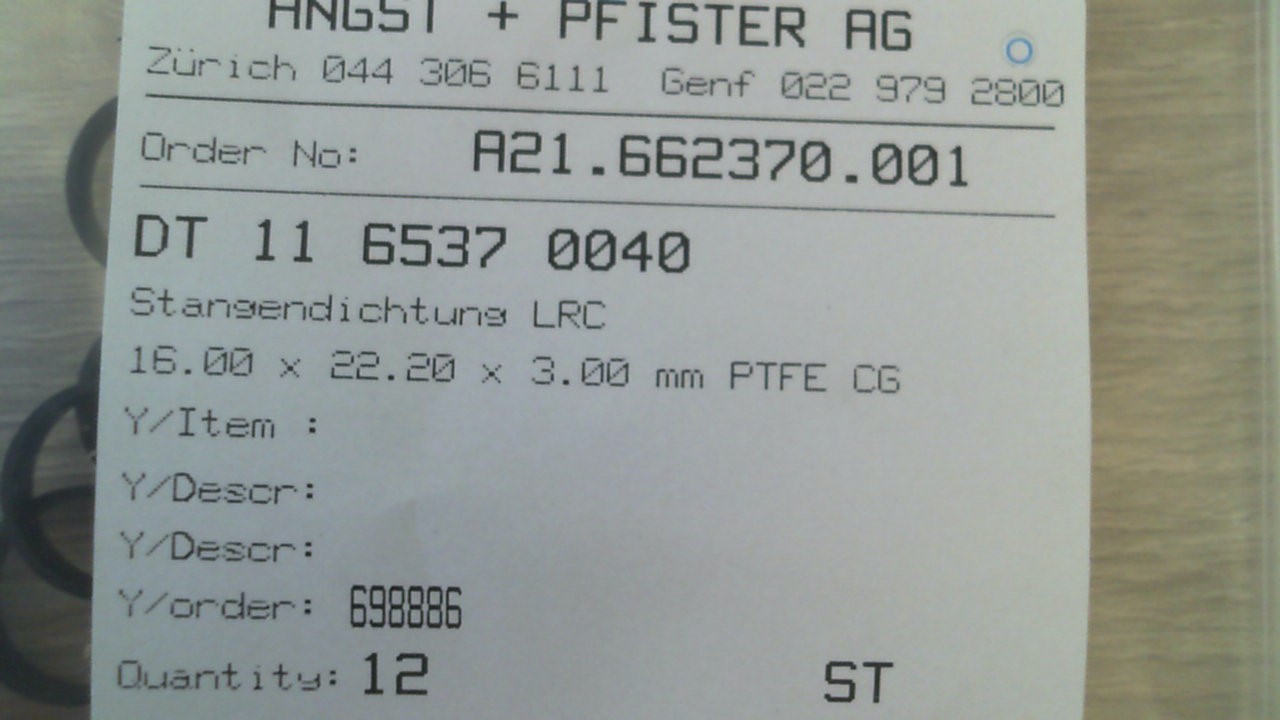 ANGST + PFISTER AG
Zürich 044 306 6111 Genf 022 979 2800
Order No: A21.662370.001
DT 11 6537 0040
Stangendichtung LRC
16.00 x 22.20 x 3.00 mm PTFE CG
Y/Item :
Y/Descr:
Y/Descr:
Y/order: 698886
Quantity: 12 ST